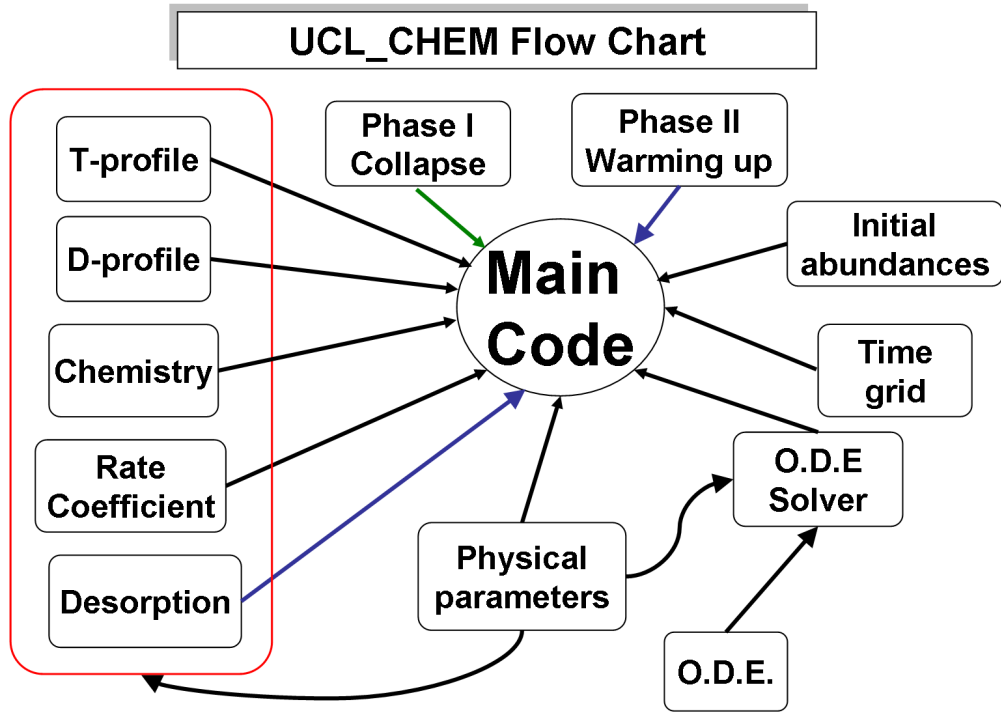 UCL_CHEM Flow Chart
T-profile
D-profile
Chemistry
Rate
Coefficient
Desorption
Phase I
Collapse
Phase II
Warming up
Main
Code
Initial
abundances
Time
grid
O.D.E
Solver
Physical
parameters
O.D.E.